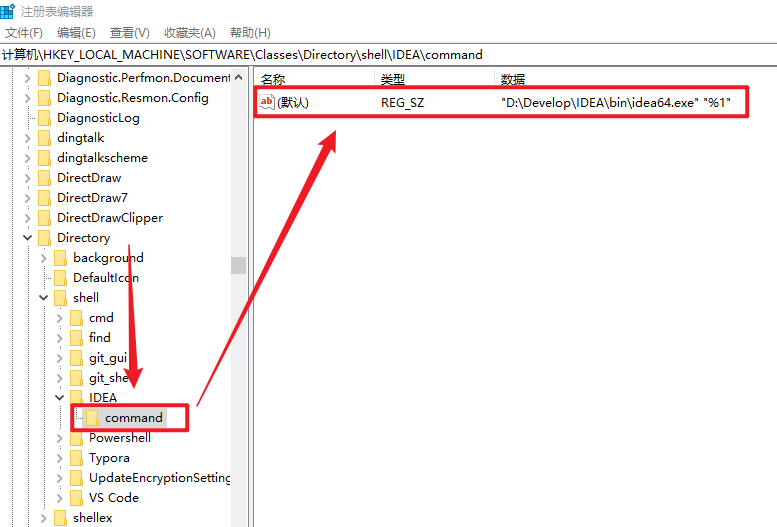 注册表编辑器
文件(F) 编辑(E) 查看(V) 收藏夹(A) 帮助(H)
计算机\HKEY_LOCAL_MACHINE\SOFTWARE\Classes\Directory\shell\IDEA\command
名称 类型 数据
ab (默认) REG_SZ "D:\Develop\IDEA\bin\idea64.exe" "%1"
Diagnostic.Perfmon.Document
Diagnostic.Resmon.Config
DiagnosticLog
dingtalk
dingtalkscheme
DirectDraw
DirectDraw7
DirectDrawClipper
Directory
background
DefaultIcon
shell
cmd
find
git_gui
git_she
IDEA
command
Powershell
Typora
UpdateEncryptionSetting
VS Code
shellex